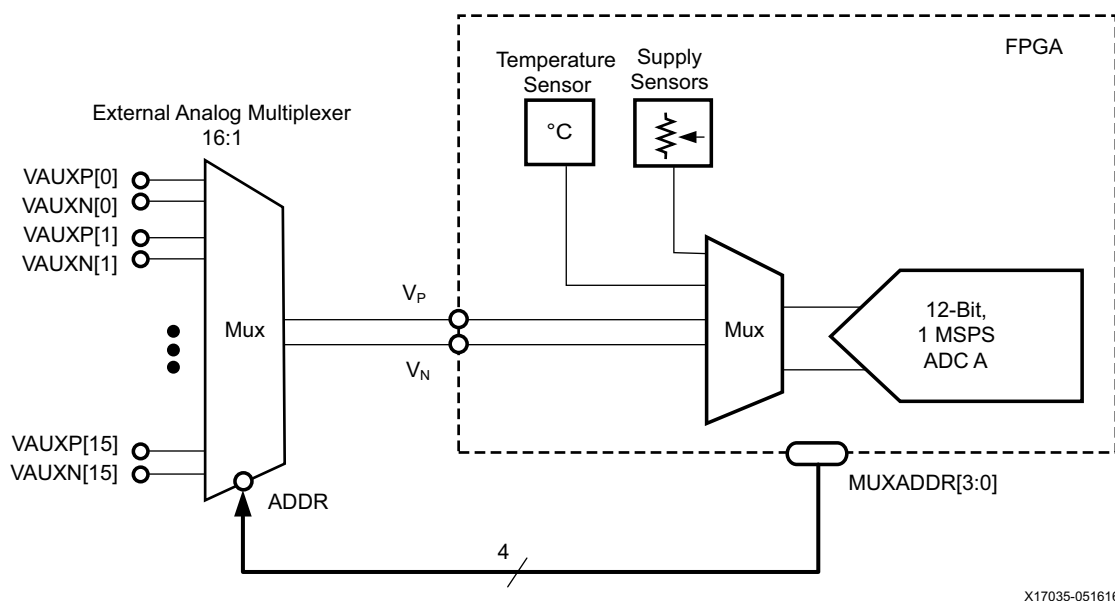 FPGA
Temperature
Sensor
Supply
Sensors
°C
External Analog Multiplexer
16:1
VAUXP[0]
VAUXN[0]
VAUXP[1]
VAUXN[1]
VAUXP[15]
VAUXN[15]
Mux
ADDR
VP
VN
Mux
12-Bit,
1 MSPS
ADC A
MUXADDR[3:0]
4
X17035-051616